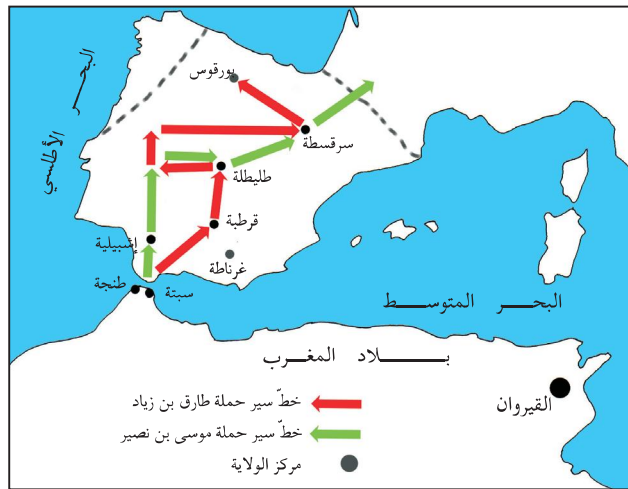 بورقوس
البحر الأطلسي
سرقسطة
طليطلة
قرطبة
إشبيلية
غرناطة
طنجة
سبتة
البحر المتوسط
بلاد المغرب
القيروان
خطّ سير حملة طارق بن زياد
خطّ سير حملة موسى بن نصير
مركز الولاية